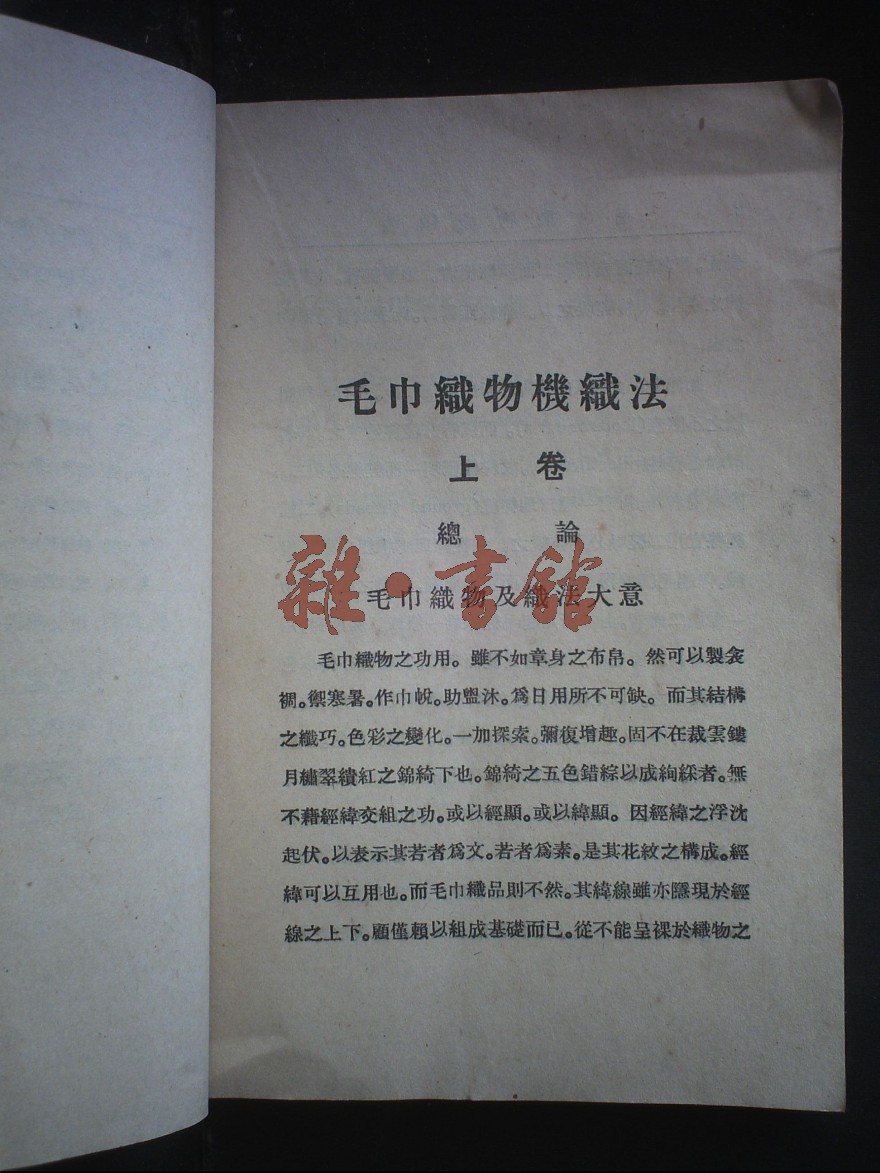 毛巾織物機織法
上卷
總論
雜·書館
毛巾織物及織法大意
毛巾織物之功用。雖不如章身之布帛。然可以製衾
裯。禦寒暑。作巾帨。助盥沐。爲日用所不可缺。而其結構
之纖巧。色彩之變化。一加探索。彌復增趣。固不在裁雲鏤
月繡翠繢紅之錦綺下也。錦綺之五色錯綜以成絢綵者。無
不藉經緯交組之功。或以經顯。或以緯顯。因經緯之浮沈
起伏。以表示其若者爲文。若者爲素。是其花紋之構成。經
緯可以互用也。而毛巾織品則不然。其緯線雖亦隱現於經
線之上下。顧僅賴以組成基礎而已。從不能呈裸於織物之